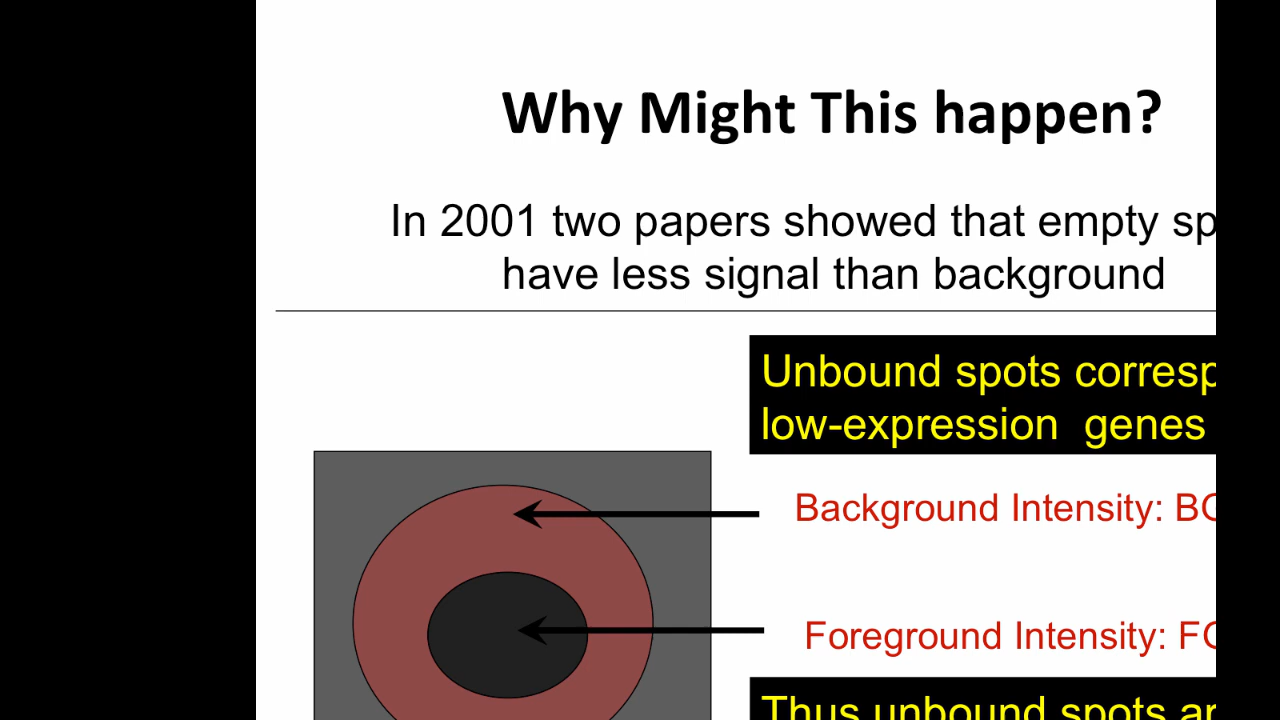 Why Might This happen?
In 2001 two papers showed that empty
have less signal than background
Unbound spots
low-expression genes
Background Intensity:
Foreground Intensity:
Thus unbound spots